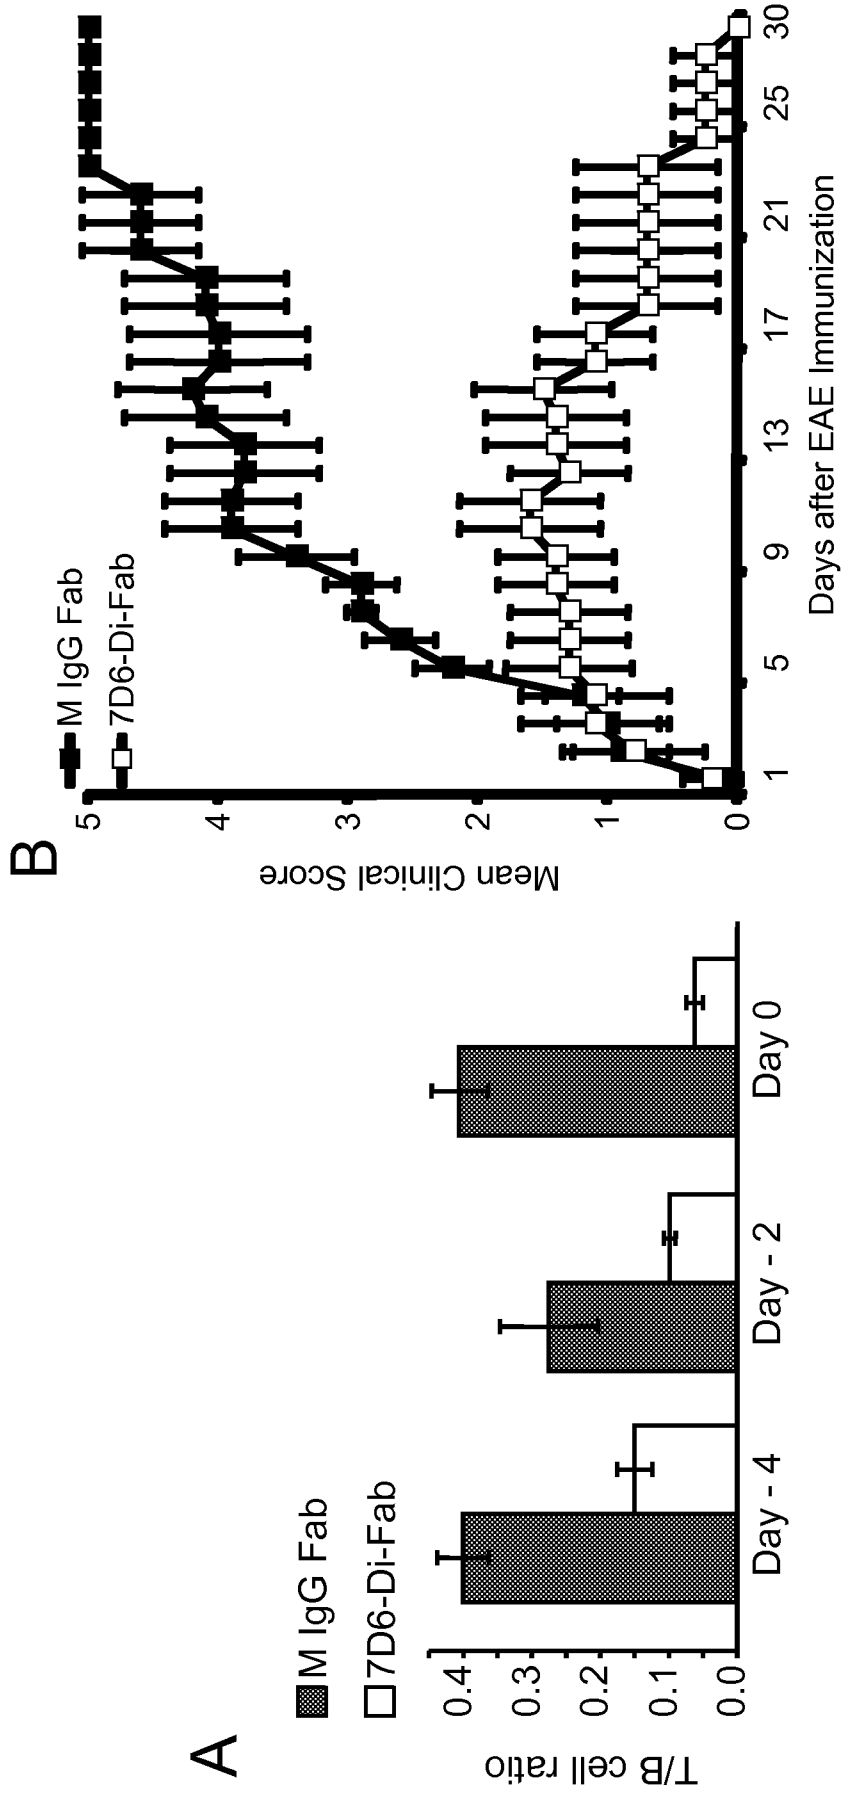 A
M IgG Fab
7D6-Di-Fab
T/B cell ratio
0.4
0.3
0.2
0.1
0.0
Day - 4
Day - 2
Day 0
B
M IgG Fab
7D6-Di-Fab
Mean Clinical Score
5
4
3
2
1
0
1 5 9 13 17 21 25 30
Days after EAE Immunization